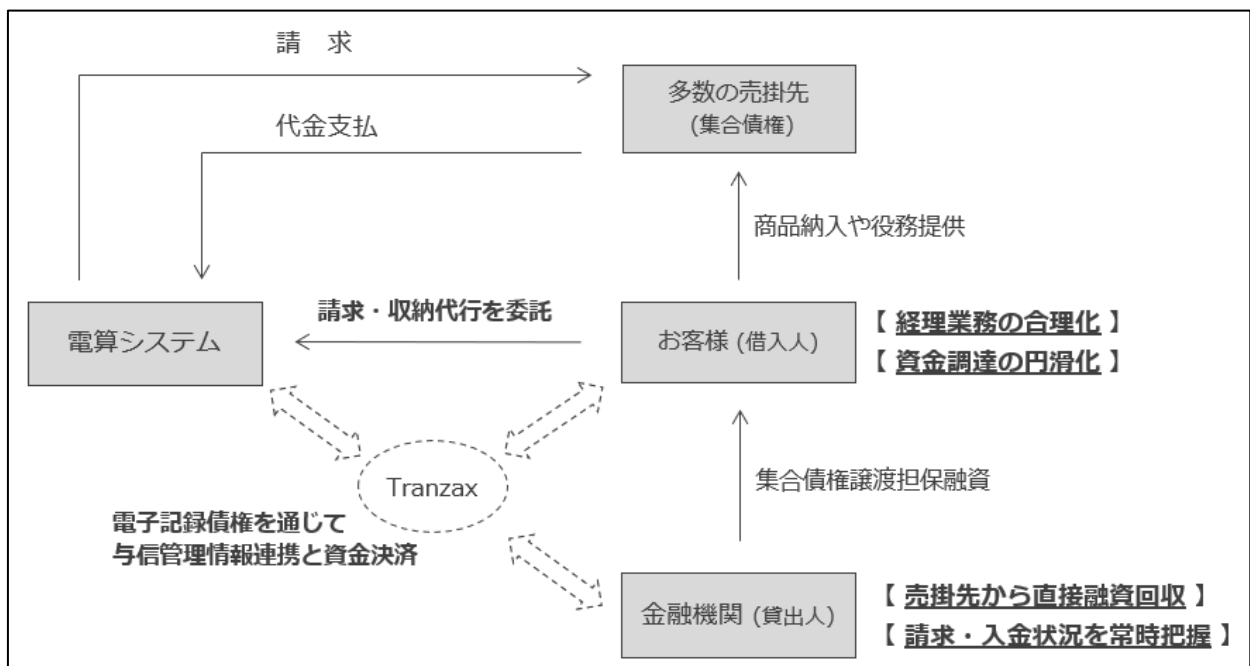 請　求
多数の売掛先
(集合債権)
代金支払
商品納入や役務提供
請求・収納代行を委託
電算システム
お客様 (借入人)
【 経理業務の合理化 】
【 資金調達の円滑化 】
Tranzax
集合債権譲渡担保融資
電子記録債権を通じて
与信管理情報連携と資金決済
金融機関 (貸出人)
【 売掛先から直接融資回収 】
【 請求・入金状況を常時把握 】